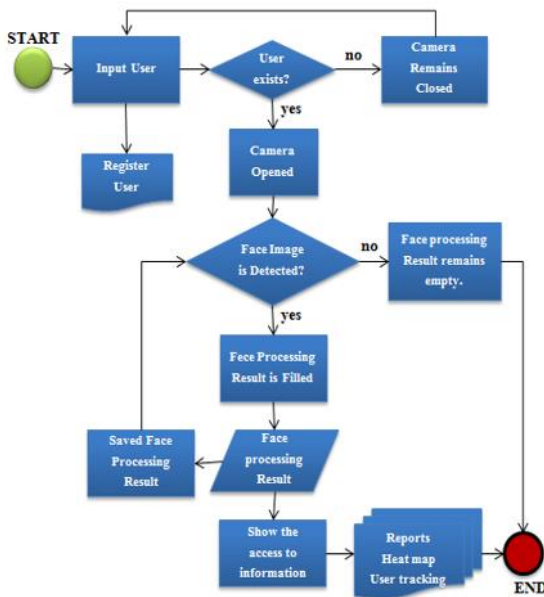 START
Input User
User
exists?
no
Camera
Remains
Closed
yes
Register
User
Camera
Opened
Face Image
is Detected?
no
Face processing
Result remains
empty.
yes
Fece Processing
Result is Filled
Saved Face
Processing
Result
Face
processing
Result
Show the
access to
information
Reports
Heat map
User tracking
END